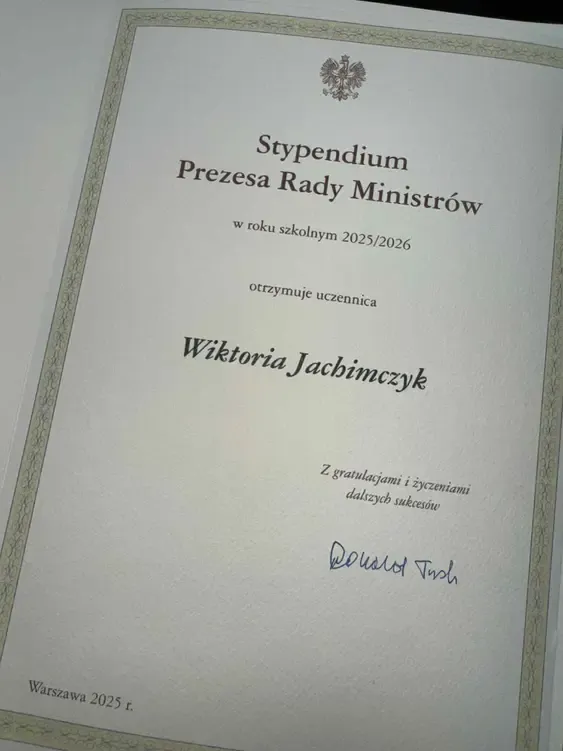 Stypendium
Prezesa Rady Ministrów
w roku szkolnym 2025/2026
otrzymuje uczennica
Wiktoria Jachimczyk
Z gratulacjami i życzeniami
dalszych sukcesów
Donald Tusk
Warszawa 2025 r.